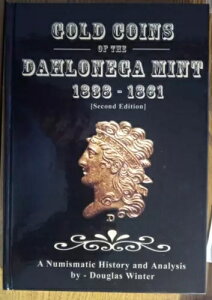 GOLD COINS
OF THE
DAHLONEGA MINT
1838 - 1861
[Second Edition]
D
A Numismatic History and Analysis
by - Douglas Winter